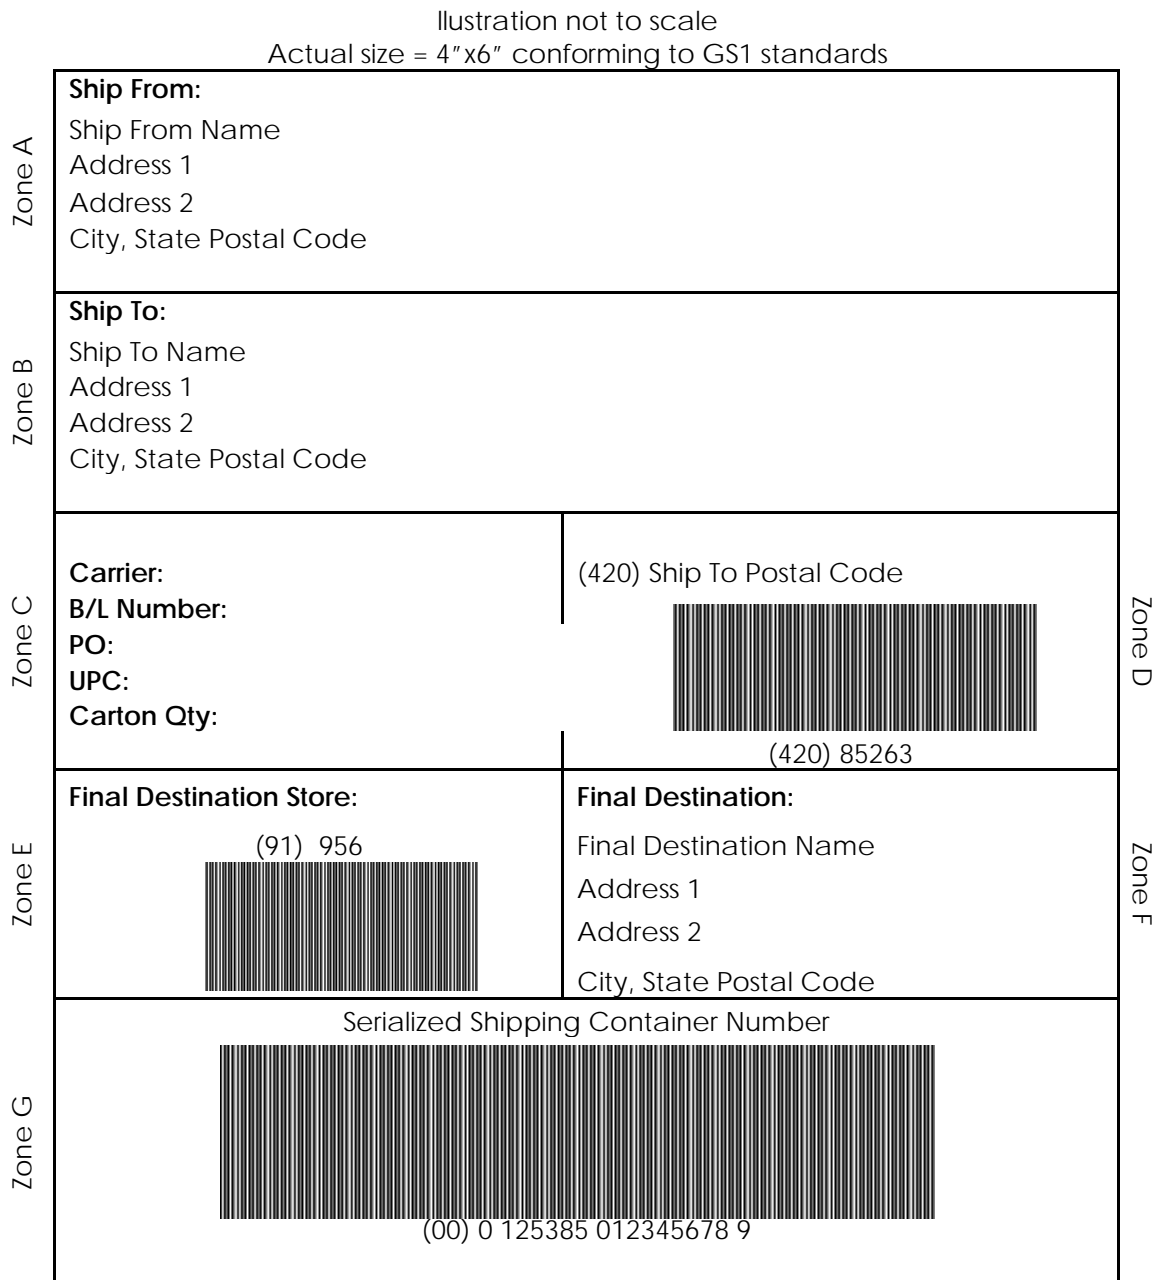 llustration not to scale
Actual size = 4”x6” conforming to GS1 standards
Zone A
Ship From:
Ship From Name
Address 1
Address 2
City, State Postal Code
Zone B
Ship To:
Ship To Name
Address 1
Address 2
City, State Postal Code
Zone C
Carrier:
B/L Number:
PO:
UPC:
Carton Qty:
(420) Ship To Postal Code
(420) 85263
Zone D
Zone E
Final Destination Store:
(91) 956
Final Destination:
Final Destination Name
Address 1
Address 2
City, State Postal Code
Zone F
Zone G
Serialized Shipping Container Number
(00) 0 125385 012345678 9